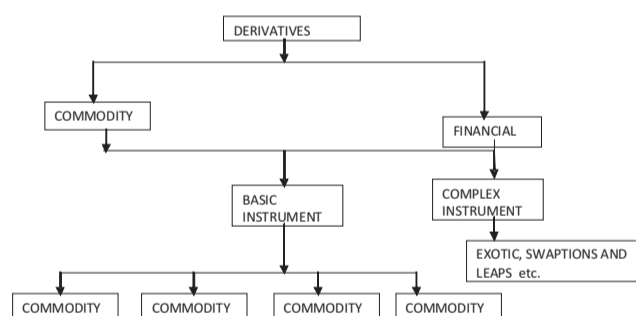 DERIVATIVES
COMMODITY
FINANCIAL
BASIC
INSTRUMENT
COMPLEX
INSTRUMENT
EXOTIC, SWAPTIONS AND
LEAPS etc.
COMMODITY
COMMODITY
COMMODITY
COMMODITY